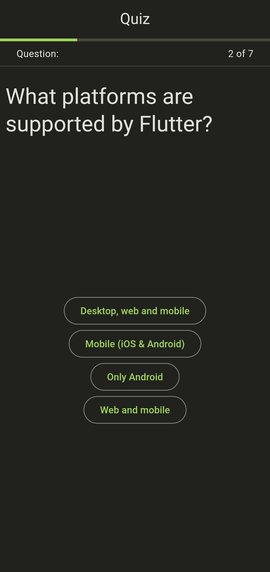 Quiz
Question:
2 of 7
What platforms are
supported by Flutter?
Desktop, web and mobile
Mobile (iOS & Android)
Only Android
Web and mobile